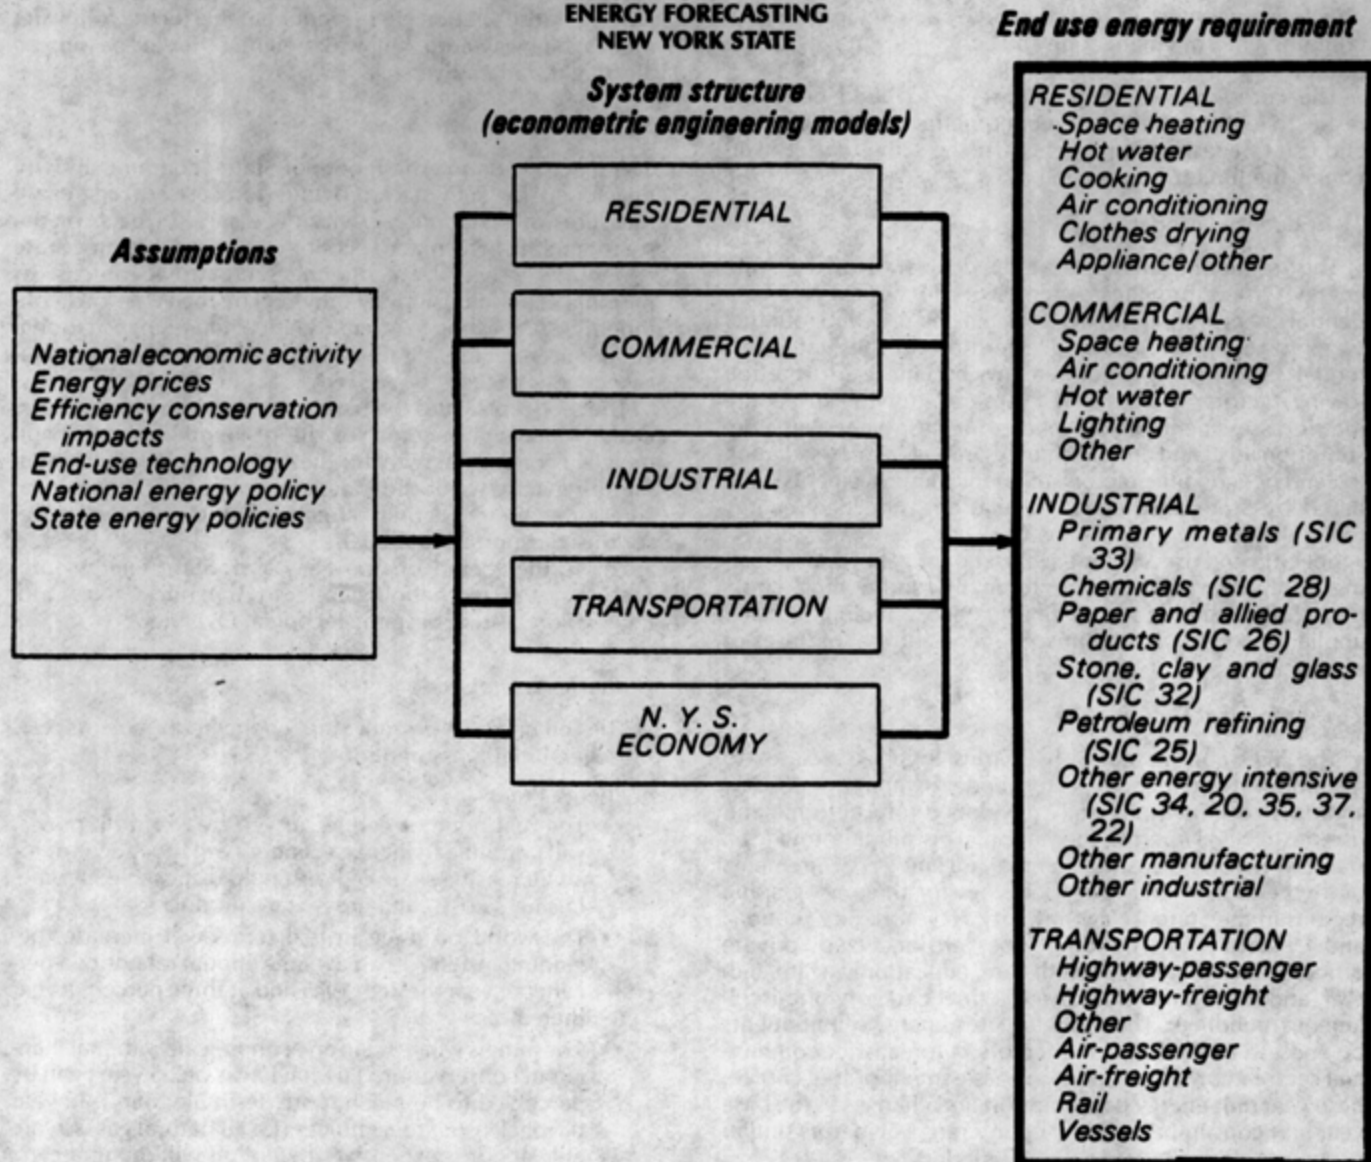 ENERGY FORECASTING
NEW YORK STATE
System structure
(econometric engineering models)
Assumptions
National economic activity
Energy prices
Efficiency conservation
impacts
End-use technology
National energy policy
State energy policies
RESIDENTIAL
COMMERCIAL
INDUSTRIAL
TRANSPORTATION
N. Y. S.
ECONOMY
End use energy requirement
RESIDENTIAL
Space heating
Hot water
Cooking
Air conditioning
Clothes drying
Appliance/other
COMMERCIAL
Space heating
Air conditioning
Hot water
Lighting
Other
INDUSTRIAL
Primary metals (SIC
33)
Chemicals (SIC 28)
Paper and allied pro-
ducts (SIC 26)
Stone, clay and glass
(SIC 32)
Petroleum refining
(SIC 25)
Other energy intensive
(SIC 34, 20, 35, 37,
22)
Other manufacturing
Other industrial
TRANSPORTATION
Highway-passenger
Highway-freight
Other
Air-passenger
Air-freight
Rail
Vessels